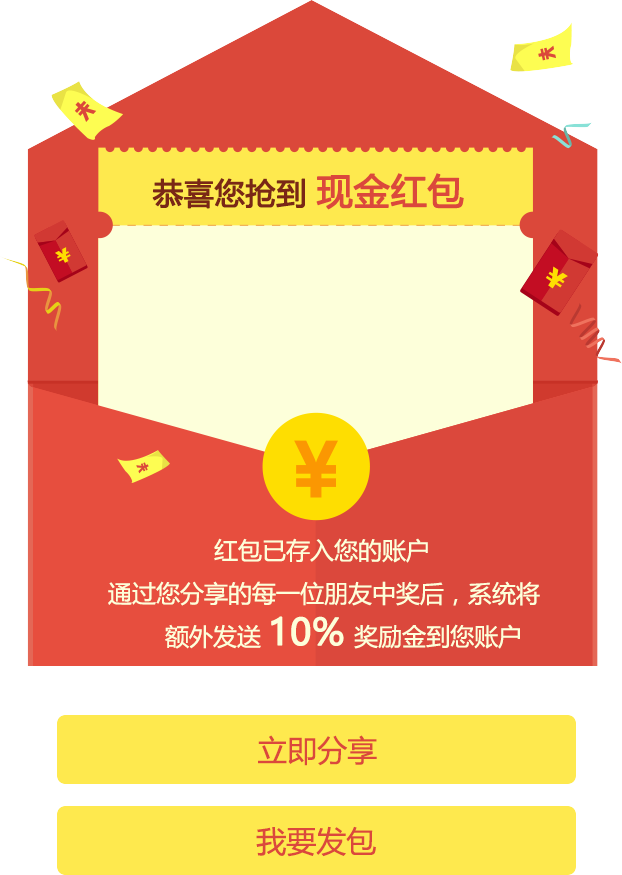 恭喜您抢到 现金红包
¥
¥
¥
红包已存入您的账户
通过您分享的每一位朋友中奖后，系统将
额外发送 10% 奖励金到您账户
立即分享
我要发包